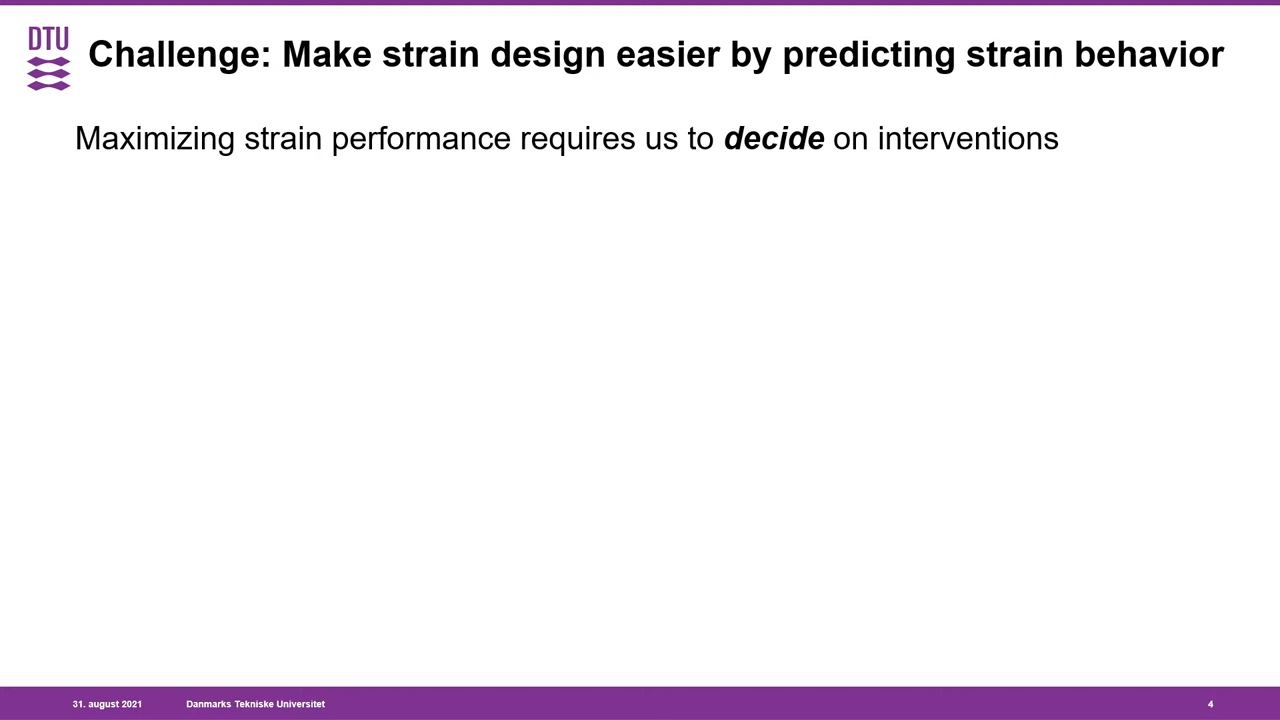 DTU
Challenge: Make strain design easier by predicting strain behavior
Maximizing strain performance requires us to decide on interventions
31. august 2021 Danmarks Tekniske Universitet 4